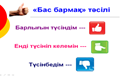 «Бас бармақ» тәсілі
Барлығын түсіндім
Енді түсініп келемін
Түсінбедім